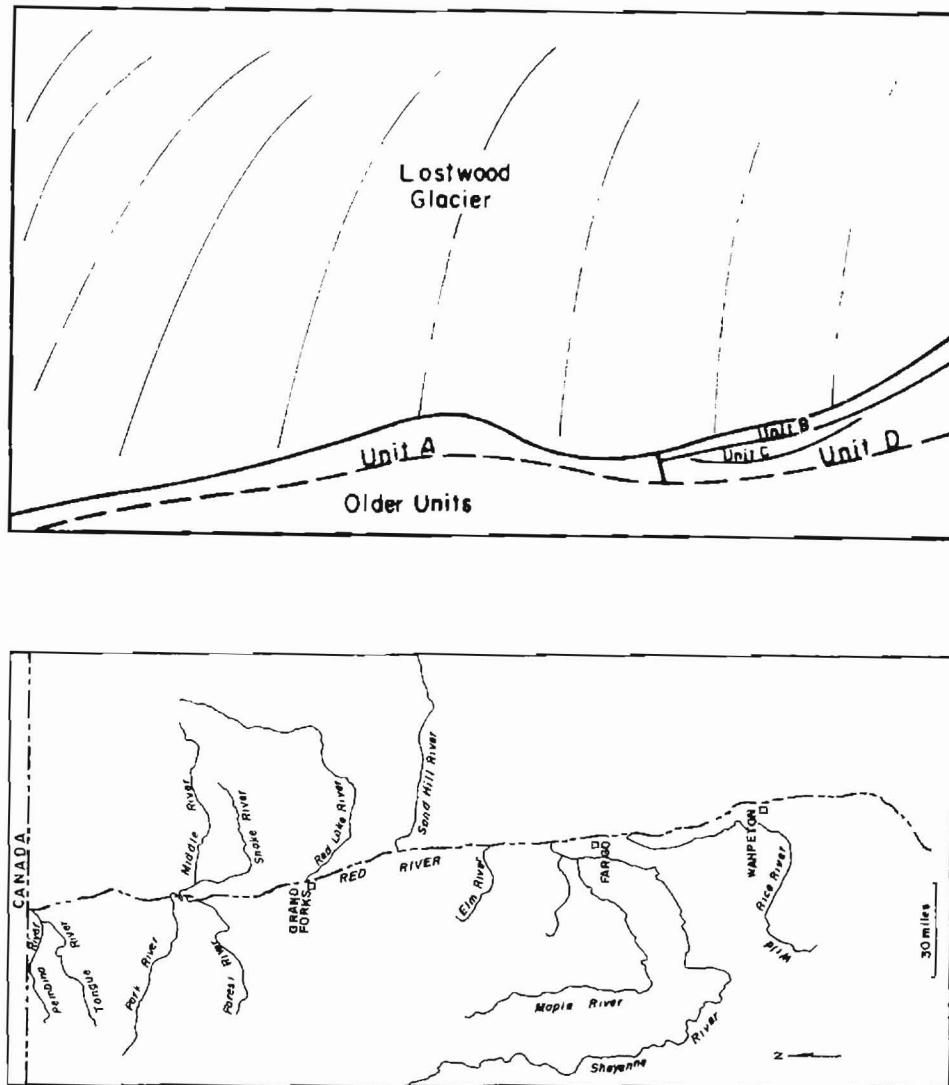 Lostwood
Glacier
Unit A
Unit B
Unit C
Unit D
Older Units
CANADA
Pembina
River
Tongue
River
Park River
Middle River
Snake River
Forest River
GRAND
FORKS
Red Lake River
RED RIVER
Sand Hill River
Elm River
FARGO
WAHPETON
Wild
Rice River
Maple River
Sheyenne
River
30 miles
N